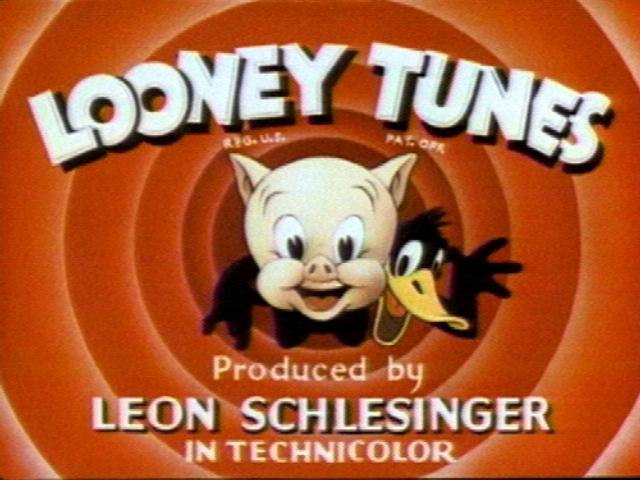 LOONEY TUNES
REG. U.S. PAT. OFF.
Produced by
LEON SCHLESINGER
IN TECHNICOLOR